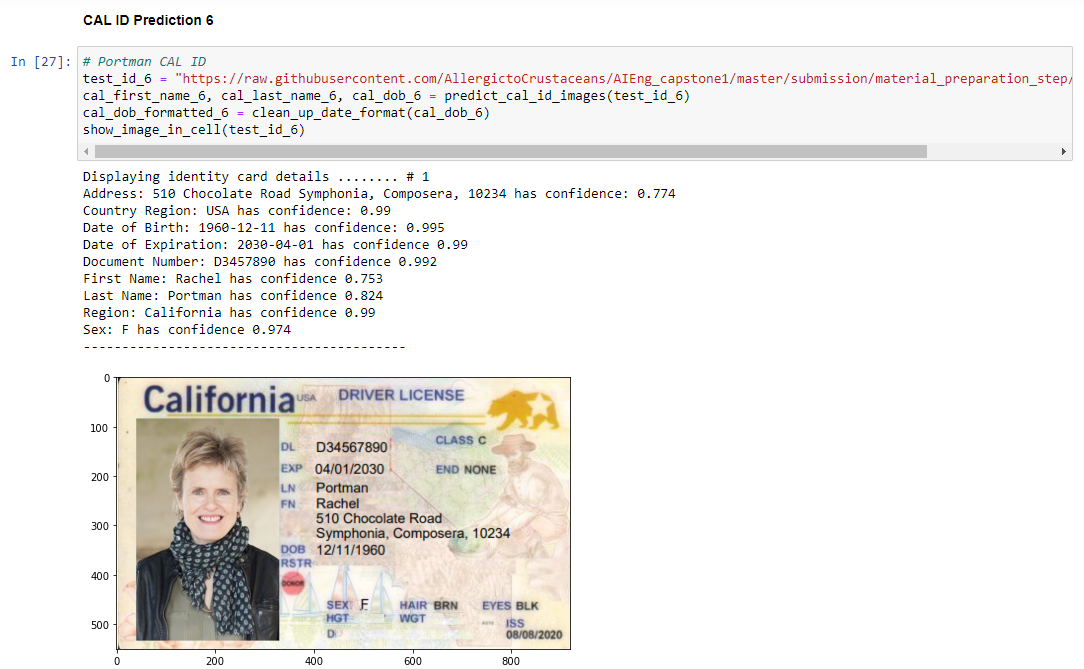 CAL ID Prediction 6
In [27]:
# Portman CAL ID
test_id_6 = "https://raw.githubusercontent.com/AllergictoCrustaceans/AIEng_capstone1/master/submission/material_preparation_step/
cal_first_name_6, cal_last_name_6, cal_dob_6 = predict_cal_id_images(test_id_6)
cal_dob_formatted_6 = clean_up_date_format(cal_dob_6)
show_image_in_cell(test_id_6)
Displaying identity card details ........ # 1
Address: 510 Chocolate Road Symphonia, Composera, 10234 has confidence: 0.774
Country Region: USA has confidence: 0.99
Date of Birth: 1960-12-11 has confidence: 0.995
Date of Expiration: 2030-04-01 has confidence 0.99
Document Number: D3457890 has confidence 0.992
First Name: Rachel has confidence 0.753
Last Name: Portman has confidence 0.824
Region: California has confidence 0.99
Sex: F has confidence 0.974
------------------------------------------
0
100
200
300
400
500
California USA DRIVER LICENSE
DL D34567890 CLASS C
EXP 04/01/2030 END NONE
LN Portman
FN Rachel
510 Chocolate Road
Symphonia, Composera, 10234
DOB 12/11/1960
RSTR
DONOR
SEX F HAIR BRN EYES BLK
HGT WGT ISS
D 08/08/2020
0 200 400 600 800